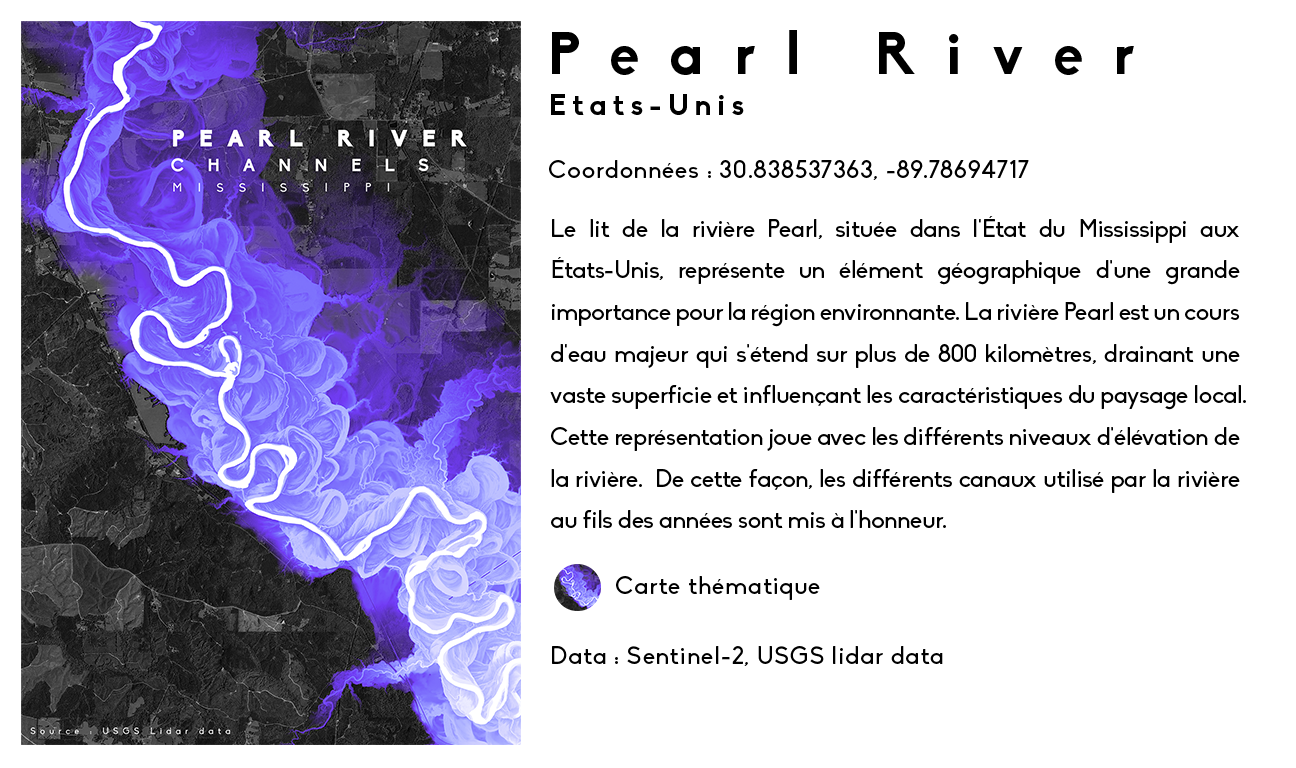 PEARL RIVER
CHANNELS
MISSISSIPPI
Source : USGS Lidar data
Pearl River
Etats-Unis
Coordonnées : 30.838537363, -89.78694717
Le lit de la rivière Pearl, située dans l'État du Mississippi aux
États-Unis, représente un élément géographique d'une grande
importance pour la région environnante. La rivière Pearl est un cours
d'eau majeur qui s'étend sur plus de 800 kilomètres, drainant une
vaste superficie et influençant les caractéristiques du paysage local.
Cette représentation joue avec les différents niveaux d'élévation de
la rivière. De cette façon, les différents canaux utilisé par la rivière
au fils des années sont mis à l'honneur.
Carte thématique
Data : Sentinel-2, USGS lidar data